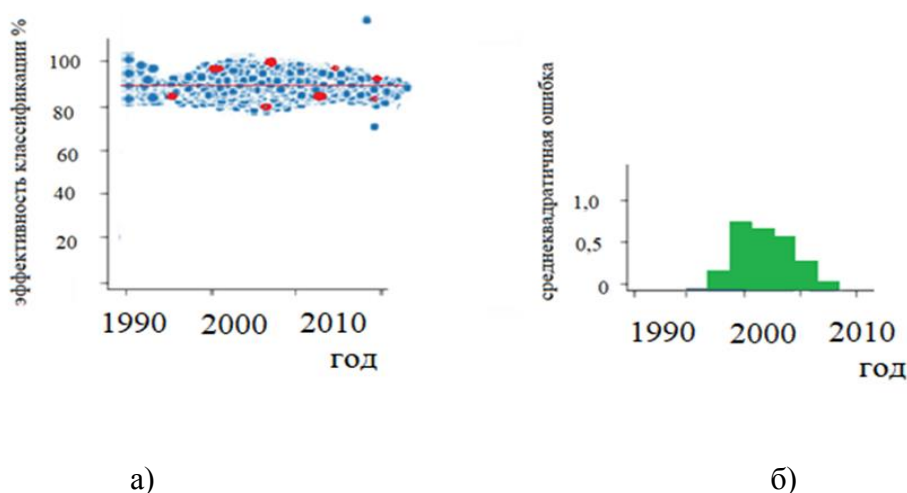 эффективность классификации %
100
80
60
40
20
1990 2000 2010
год
среднеквадратичная ошибка
1,0
0,5
0
1990 2000 2010
год
а) б)